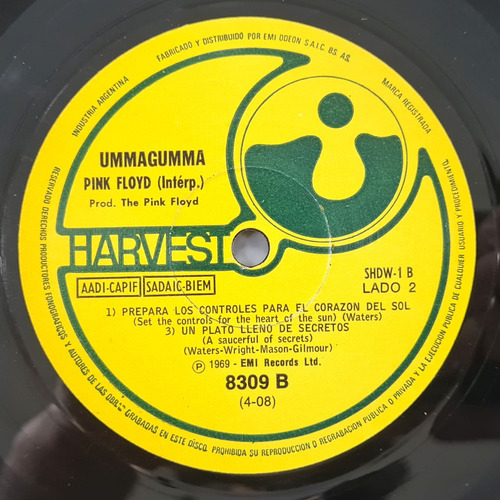 INDUSTRIA ARGENTINA
FABRICADO Y DISTRIBUIDO POR EMI ODEON S.A.I.C. BS. AS.
MARCA REGISTRADA
UMMAGUMMA
PINK FLOYD (Intérp.)
Prod. The Pink Floyd
HARVEST
AADI-CAPIF SADAIC-BIEM
SHDW-1 B
LADO 2
1) PREPARA LOS CONTROLES PARA EL CORAZON DEL SOL
(Set the controls for the heart of the sun) (Waters)
3) UN PLATO LLENO DE SECRETOS
(A saucerful of secrets)
(Waters-Wright-Mason-Gilmour)
℗ 1969 - EMI Records Ltd.
8309 B
(4-08)
RESERVADO DERECHOS PRODUCTORES FONOGRAFICOS Y AUTORES DE LAS OBRAS GRABADAS EN ESTE DISCO. PROHIBIDA SU REPRODUCCION O REGRABACION PUBLICA O PRIVADA Y LA EJECUCION PUBLICA DE CUALQUIER USUARIO Y PROCEDIMIENTO